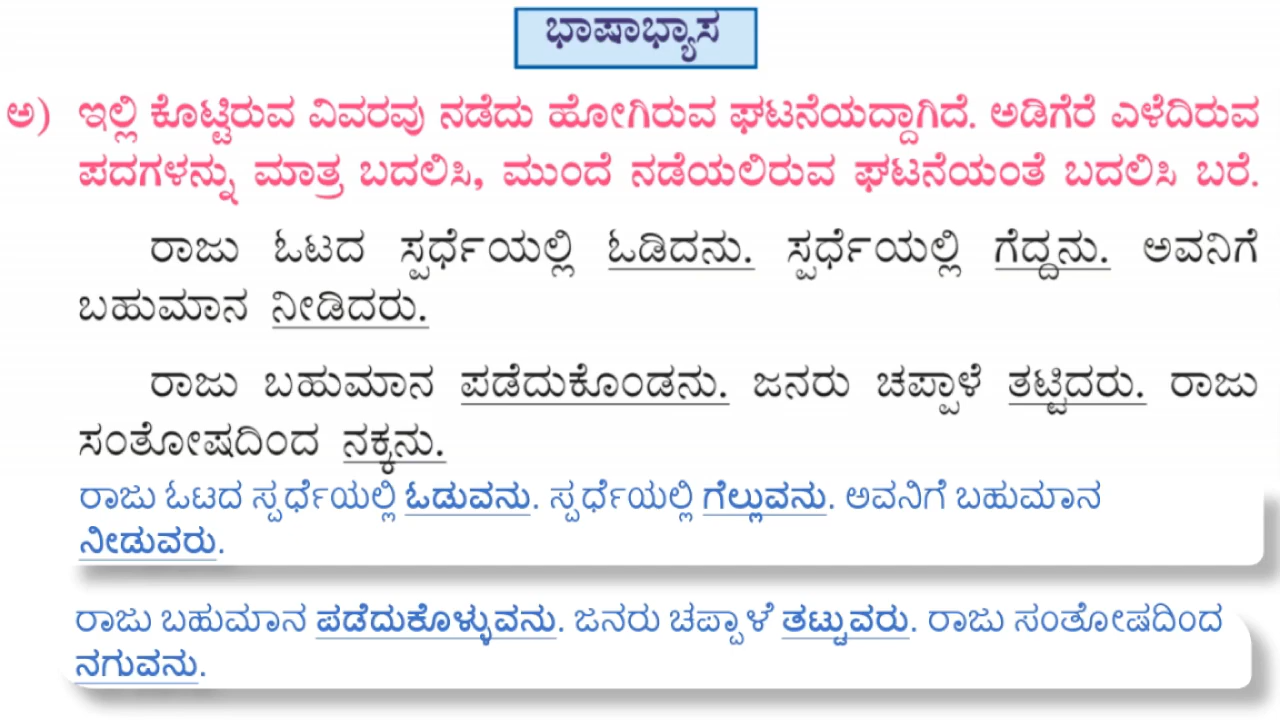 ಭಾಷಾಭ್ಯಾಸ
ಅ) ಇಲ್ಲಿ ಕೊಟ್ಟಿರುವ ವಿವರವು ನಡೆದು ಹೋಗಿರುವ ಘಟನೆಯದ್ದಾಗಿದೆ. ಅಡಿಗೆರೆ ಎಳೆದಿರುವ
ಪದಗಳನ್ನು ಮಾತ್ರ ಬದಲಿಸಿ, ಮುಂದೆ ನಡೆಯಲಿರುವ ಘಟನೆಯಂತೆ ಬದಲಿಸಿ ಬರೆ.
ರಾಜು ಓಟದ ಸ್ಪರ್ಧೆಯಲ್ಲಿ ಓಡಿದನು. ಸ್ಪರ್ಧೆಯಲ್ಲಿ ಗೆದ್ದನು. ಅವನಿಗೆ
ಬಹುಮಾನ ನೀಡಿದರು.
ರಾಜು ಬಹುಮಾನ ಪಡೆದುಕೊಂಡನು. ಜನರು ಚಪ್ಪಾಳೆ ತಟ್ಟಿದರು. ರಾಜು
ಸಂತೋಷದಿಂದ ನಕ್ಕನು.
ರಾಜು ಓಟದ ಸ್ಪರ್ಧೆಯಲ್ಲಿ ಓಡುವನು. ಸ್ಪರ್ಧೆಯಲ್ಲಿ ಗೆಲ್ಲುವನು. ಅವನಿಗೆ ಬಹುಮಾನ
ನೀಡುವರು.
ರಾಜು ಬಹುಮಾನ ಪಡೆದುಕೊಳ್ಳುವನು. ಜನರು ಚಪ್ಪಾಳೆ ತಟ್ಟುವರು. ರಾಜು ಸಂತೋಷದಿಂದ
ನಗುವನು.